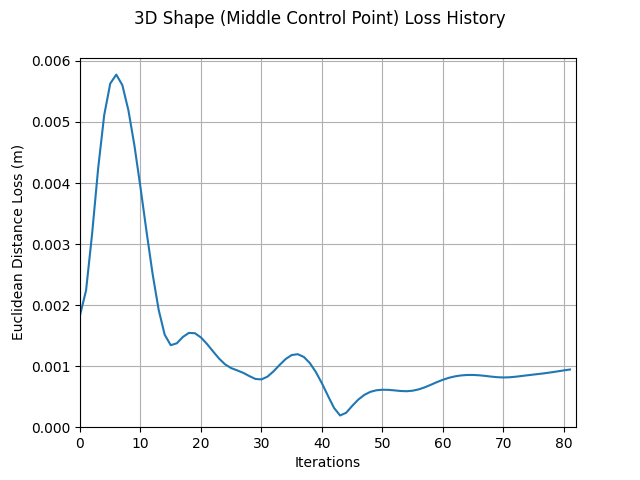 3D Shape (Middle Control Point) Loss History
0.006
0.005
0.004
0.003
0.002
0.001
0.000
Euclidean Distance Loss (m)
0 10 20 30 40 50 60 70 80
Iterations